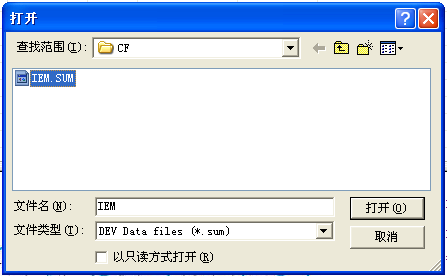 打开
查找范围(I):
CF
IEM.SUM
文件名(N):
IEM
打开(O)
文件类型(T):
DEV Data files (*.sum)
取消
以只读方式打开(R)